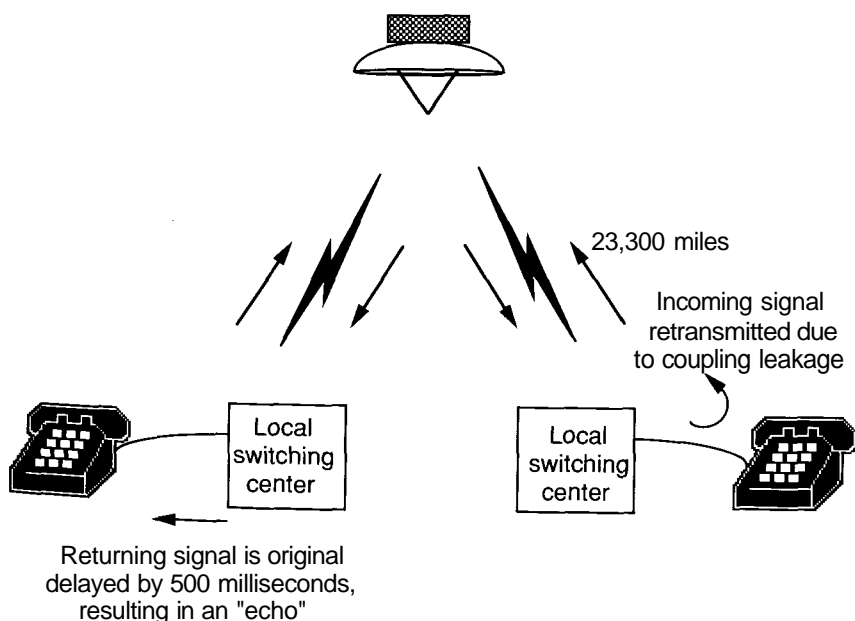 23,300 miles
Incoming signal
retransmitted due
to coupling leakage
Local
switching
center
Local
switching
center
Returning signal is original
delayed by 500 milliseconds,
resulting in an "echo"